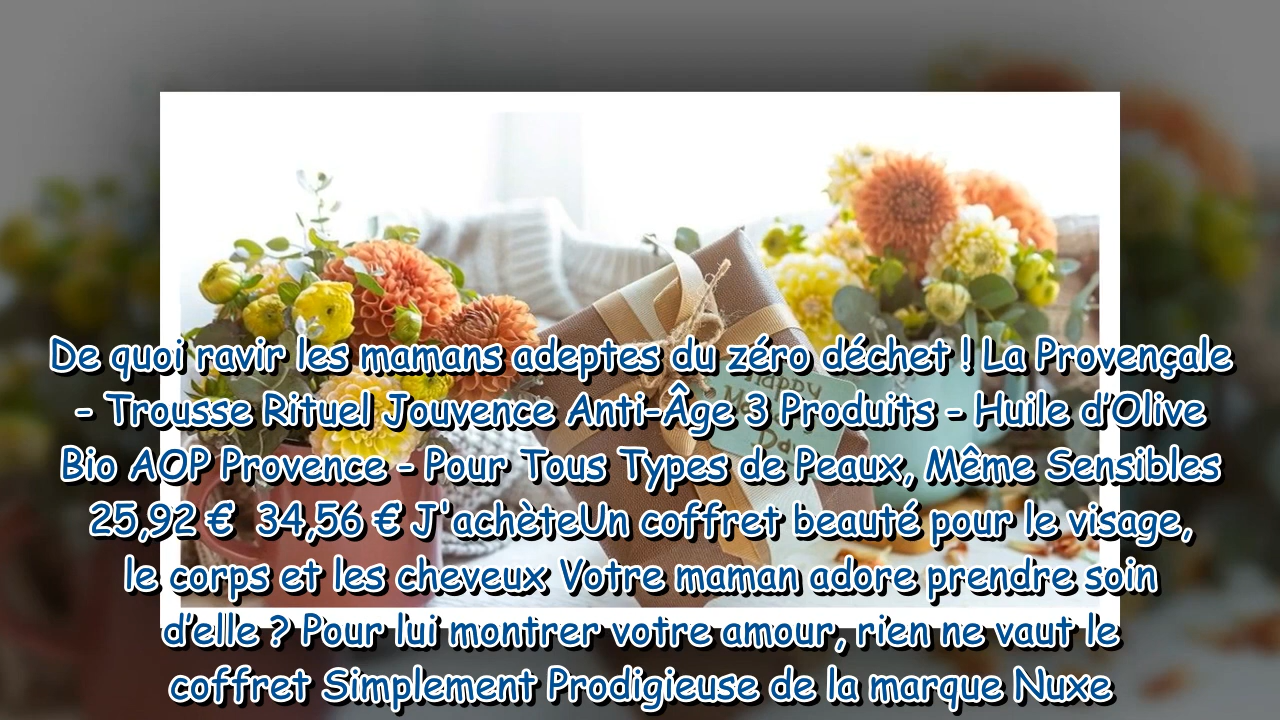 De quoi ravir les mamans adeptes du zéro déchet ! La Provençale
- Trousse Rituel Jouvence Anti-Âge 3 Produits - Huile d’Olive
Bio AOP Provence - Pour Tous Types de Peaux, Même Sensibles
25,92 €  34,56 € J'achèteUn coffret beauté pour le visage,
le corps et les cheveux Votre maman adore prendre soin
d’elle ? Pour lui montrer votre amour, rien ne vaut le
coffret Simplement Prodigieuse de la marque Nuxe
Happy
Day